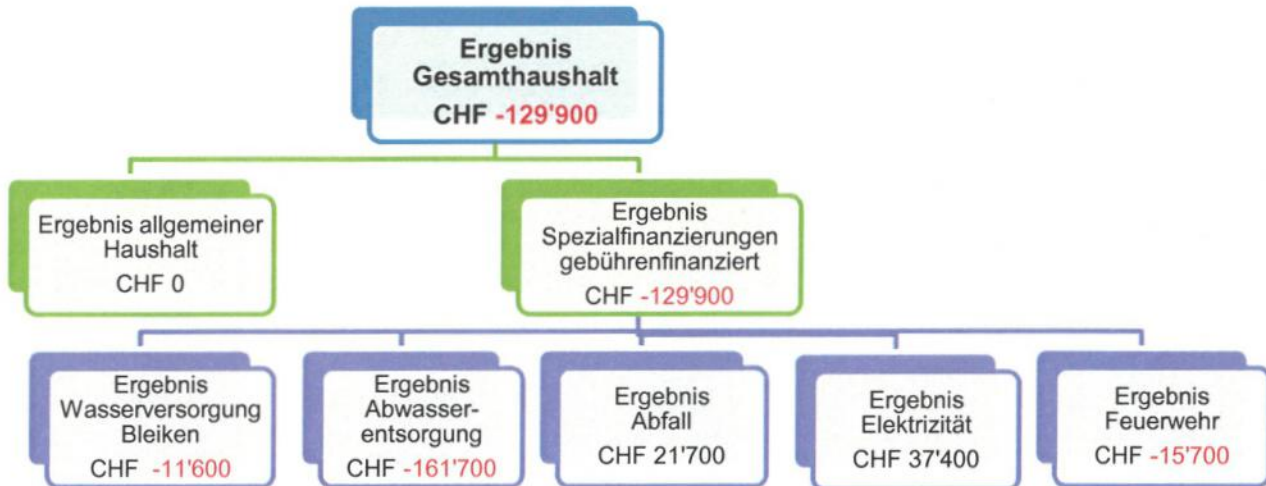 Ergebnis
Gesamthaushalt
CHF -129'900
Ergebnis allgemeiner
Haushalt
CHF 0
Ergebnis
Spezialfinanzierungen
gebührenfinanziert
CHF -129'900
Ergebnis
Wasserversorgung
Bleiken
CHF -11'600
Ergebnis
Abwasser-
entsorgung
CHF -161'700
Ergebnis
Abfall
CHF 21'700
Ergebnis
Elektrizität
CHF 37'400
Ergebnis
Feuerwehr
CHF -15'700